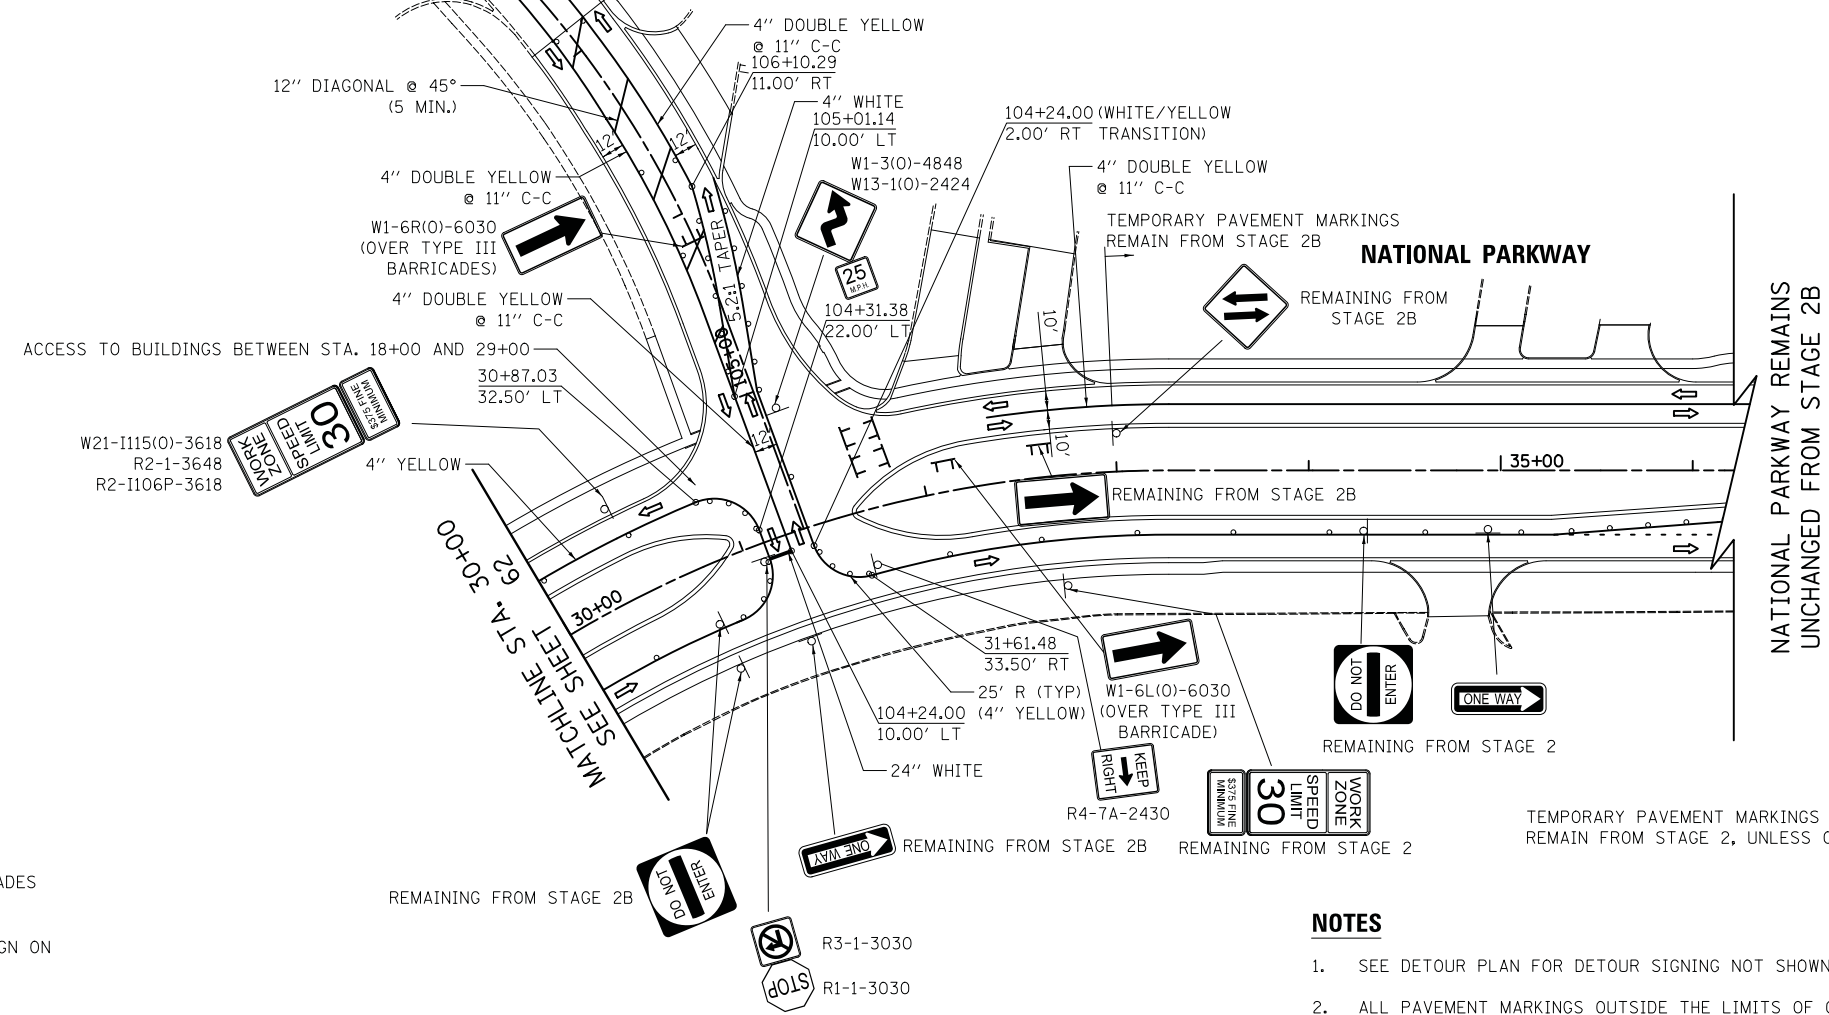 4'' DOUBLE YELLOW
@ 11'' C-C
106+10.29
11.00' RT
12'' DIAGONAL @ 45°
(5 MIN.)
4'' WHITE
105+01.14
10.00' LT
104+24.00 (WHITE/YELLOW
2.00' RT TRANSITION)
12'
12'
4'' DOUBLE YELLOW
@ 11'' C-C
W1-3(O)-4848
W13-1(O)-2424
4'' DOUBLE YELLOW
@ 11'' C-C
W1-6R(O)-6030
(OVER TYPE III
BARRICADES)
5.2:1 TAPER
25
M.P.H.
TEMPORARY PAVEMENT MARKINGS
REMAIN FROM STAGE 2B
NATIONAL PARKWAY
4'' DOUBLE YELLOW
@ 11'' C-C
104+31.38
22.00' LT
10'
REMAINING FROM
STAGE 2B
NATIONAL PARKWAY REMAINS
UNCHANGED FROM STAGE 2B
ACCESS TO BUILDINGS BETWEEN STA. 18+00 AND 29+00
105+00
30+87.03
32.50' LT
WORK
ZONE
SPEED
LIMIT
30
$375 FINE
MINIMUM
W21-I115(O)-3618
R2-1-3648
R2-I106P-3618
4'' YELLOW
12'
10'
35+00
REMAINING FROM STAGE 2B
MATCHLINE STA. 30+00
SEE SHEET 62
30+00
31+61.48
33.50' RT
25' R (TYP)
(4'' YELLOW)
W1-6L(O)-6030
(OVER TYPE III
BARRICADE)
104+24.00
10.00' LT
DO NOT
ENTER
ONE WAY
REMAINING FROM STAGE 2
24'' WHITE
KEEP
RIGHT
R4-7A-2430
WORK
ZONE
SPEED
LIMIT
30
$375 FINE
MINIMUM
REMAINING FROM STAGE 2
TEMPORARY PAVEMENT MARKINGS
REMAIN FROM STAGE 2, UNLESS
ONE WAY
REMAINING FROM STAGE 2B
ADES
REMAINING FROM STAGE 2B
DO NOT
ENTER
GN ON
R3-1-3030
STOP
R1-1-3030
NOTES
1. SEE DETOUR PLAN FOR DETOUR SIGNING NOT SHOWN
2. ALL PAVEMENT MARKINGS OUTSIDE THE LIMITS OF